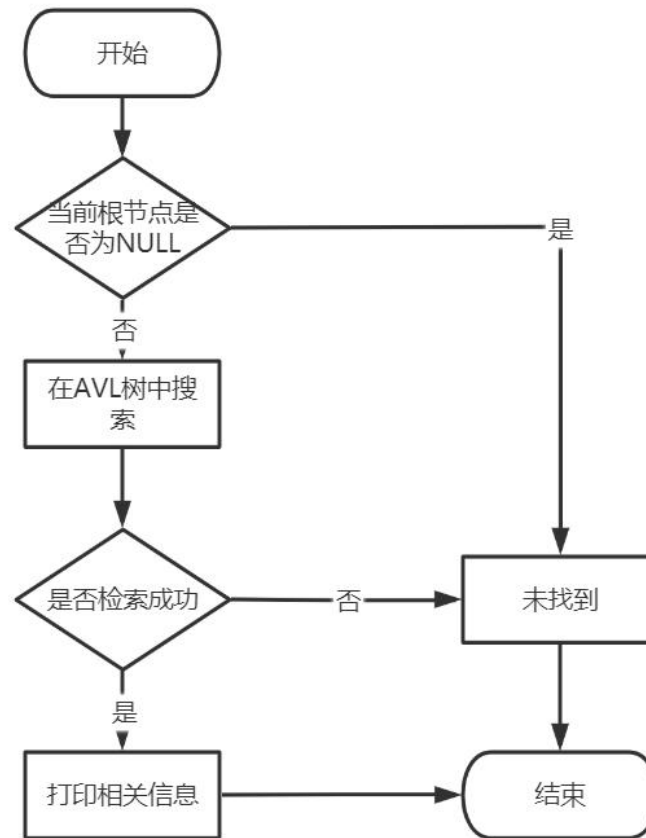 开始
当前根节点是
否为NULL
是
否
在AVL树中搜
索
是否检索成功
否
未找到
是
打印相关信息
结束